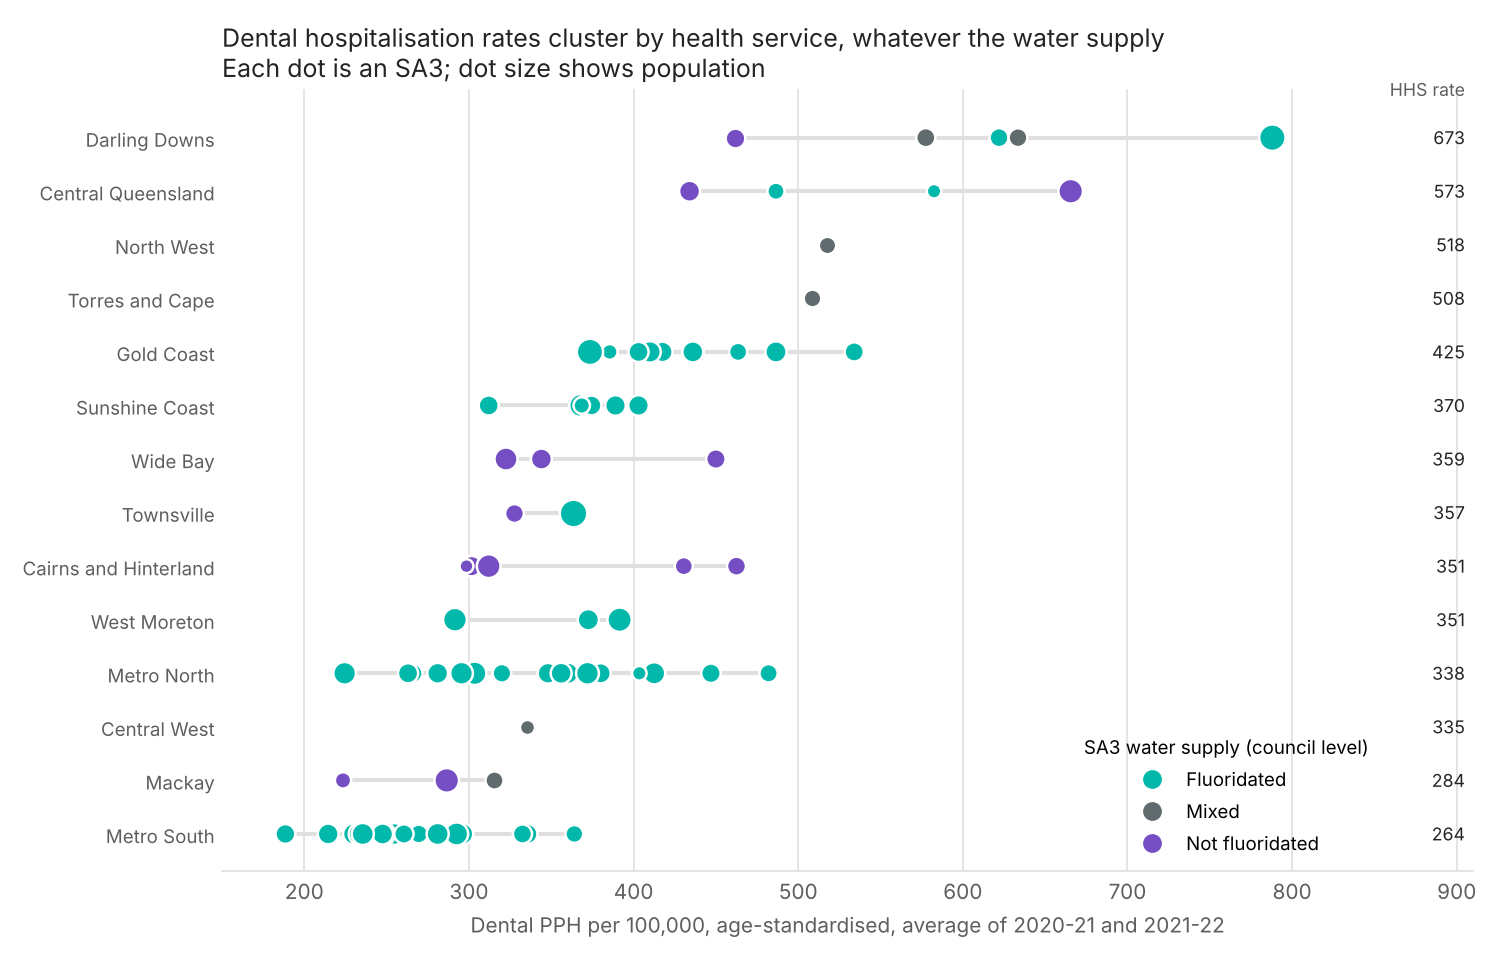 Dental hospitalisation rates cluster by health service, whatever the water supply
Each dot is an SA3; dot size shows population
HHS rate
Darling Downs 673
Central Queensland 573
North West 518
Torres and Cape 508
Gold Coast 425
Sunshine Coast 370
Wide Bay 359
Townsville 357
Cairns and Hinterland 351
West Moreton 351
Metro North 338
Central West 335
SA3 water supply (council level)
Fluoridated
Mackay 284
Mixed
Metro South 264
Not fluoridated
200 300 400 500 600 700 800 900
Dental PPH per 100,000, age-standardised, average of 2020-21 and 2021-22